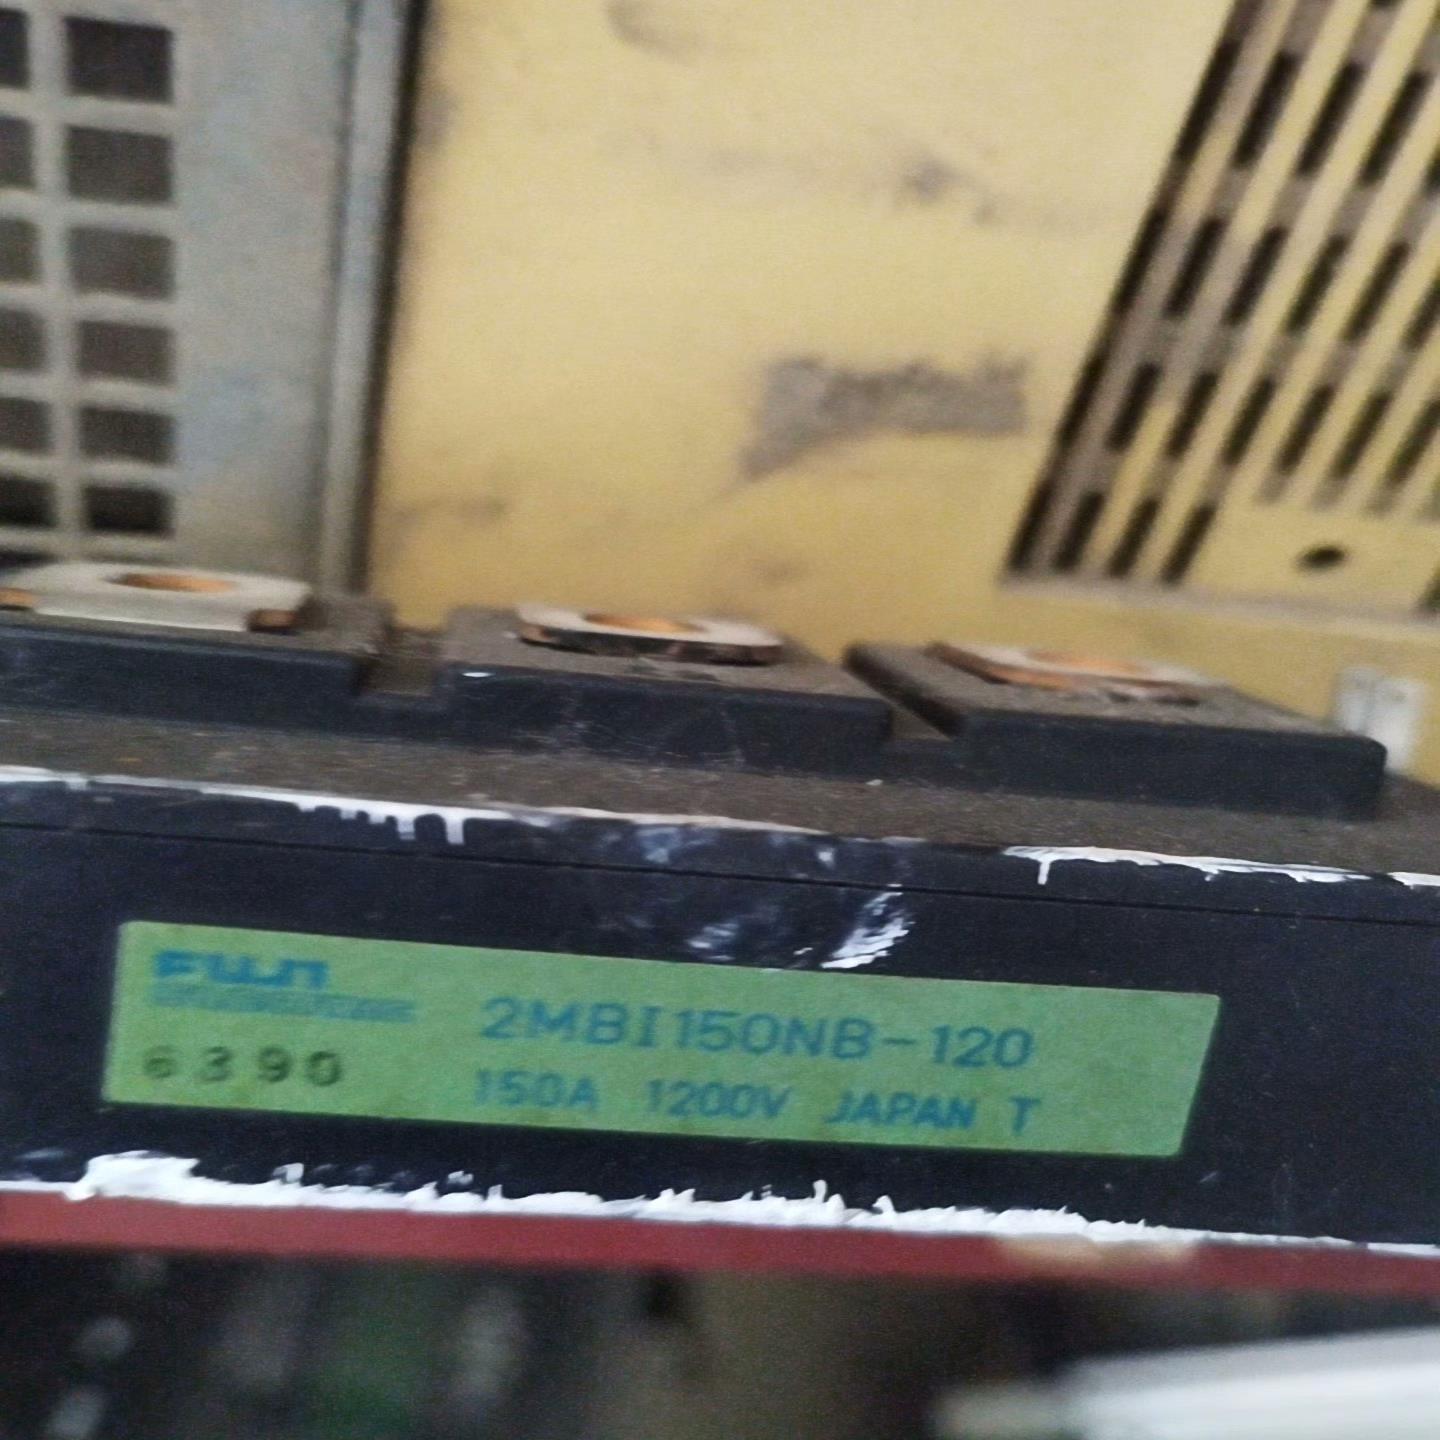 FUJI
2MBI150NB-120
6390
150A 1200V JAPAN T